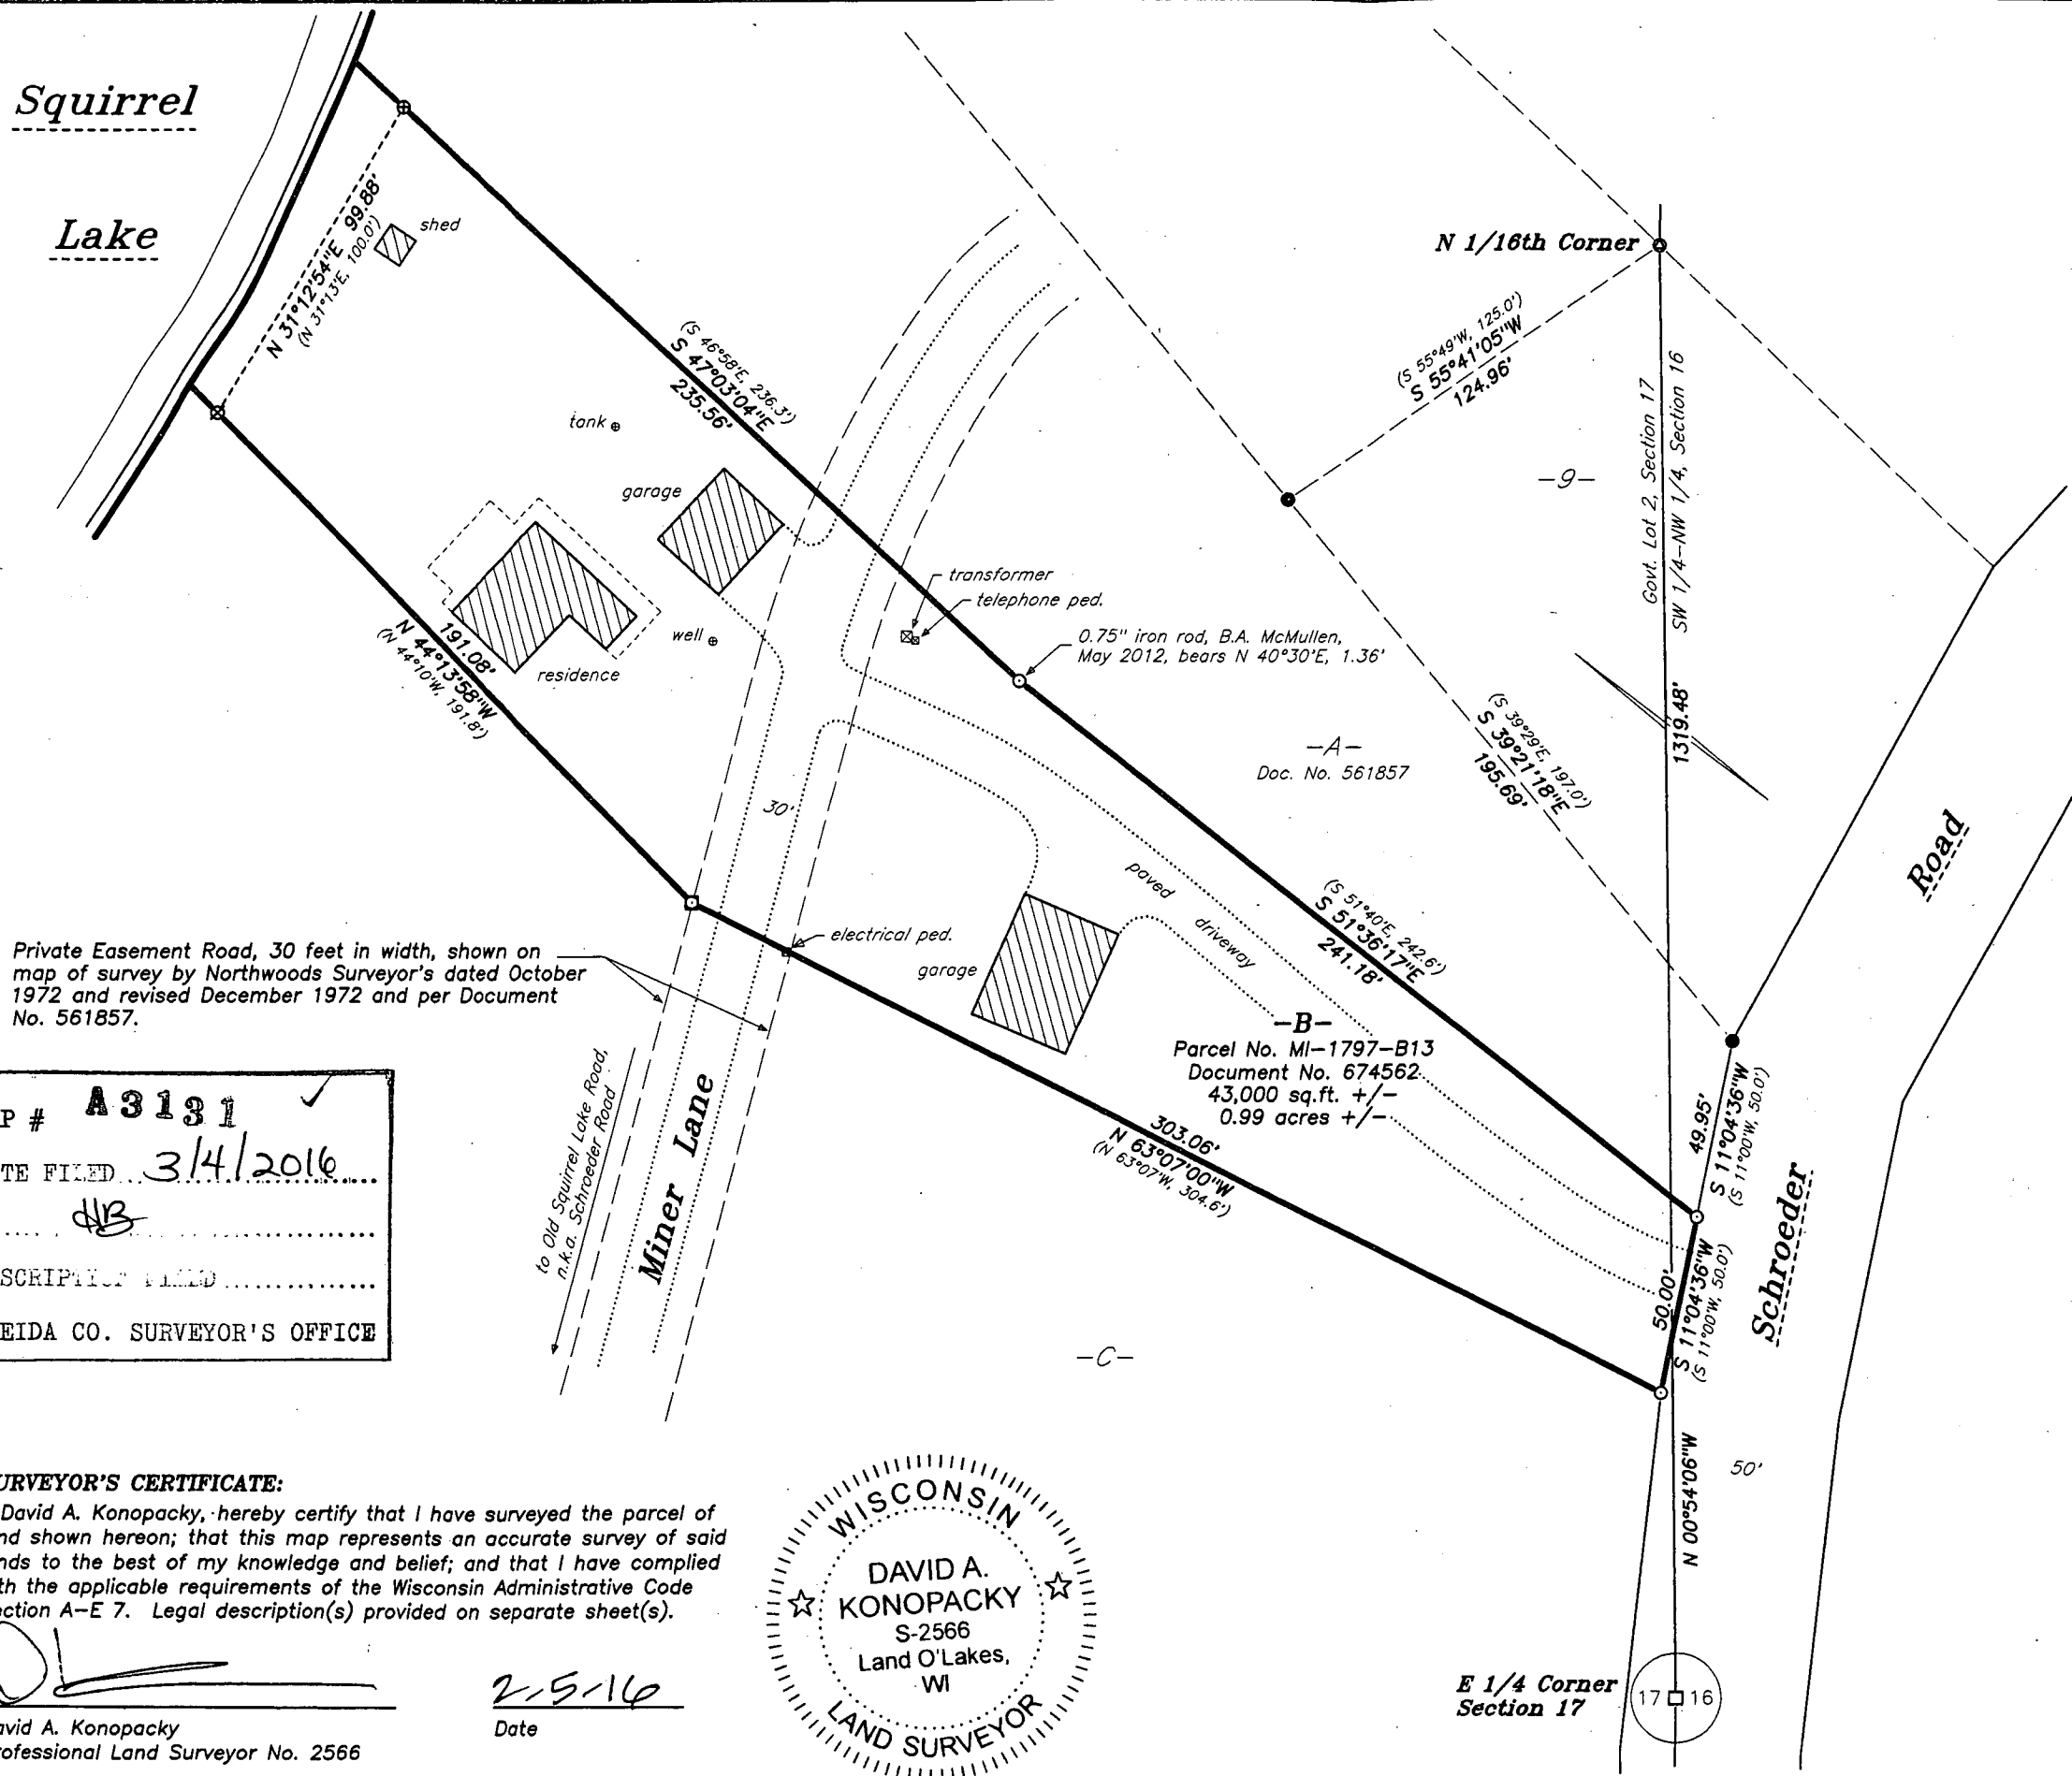 Squirrel
Lake
N 31°12'54"E 99.88'
(N 31°13'E, 100.0')
shed
(S 46°58'E, 236.3')
S 47°03'04"E
235.56'
N 1/16th Corner
(S 55°49'W, 125.0')
S 55°41'05"W
124.96'
-9-
Govt. Lot 2, Section 17
SW 1/4-NW 1/4, Section 16
1319.48'
tank
garage
transformer
telephone ped.
well
residence
0.75" iron rod, B.A. McMullen,
May 2012, bears N 40°30'E, 1.36'
191.08'
N 44°13'58"W
(N 44°10'W, 191.8')
(S 39°29'E, 197.0')
S 39°21'18"E
195.69'
-A-
Doc. No. 561857
30'
paved
driveway
(S 51°40'E, 242.6')
S 51°36'17"E
241.18'
Road
Schroeder
electrical ped.
garage
Private Easement Road, 30 feet in width, shown on
map of survey by Northwoods Surveyor's dated October
1972 and revised December 1972 and per Document
No. 561857.
-B-
Parcel No. MI-1797-B13
Document No. 674562
43,000 sq.ft. +/-
0.99 acres +/-
303.06'
N 63°07'00"W
(N 63°07'W, 304.6')
49.95'
S 11°04'36"W
(S 11°00'W, 50.0')
50.00'
S 11°04'36"W
(S 11°00'W, 50.0')
to Old Squirrel Lake Road,
n.k.a. Schroeder Road
Miner Lane
P # A3131
TE FILED 3/4/2016
HB
SCRIPTION FILED
EIDA CO. SURVEYOR'S OFFICE
-C-
N 00°54'06"W
50'
URVEYOR'S CERTIFICATE:
David A. Konopacky, hereby certify that I have surveyed the parcel of
nd shown hereon; that this map represents an accurate survey of said
nds to the best of my knowledge and belief; and that I have complied
th the applicable requirements of the Wisconsin Administrative Code
ction A-E 7. Legal description(s) provided on separate sheet(s).
2-5-16
Date
avid A. Konopacky
rofessional Land Surveyor No. 2566
WISCONSIN
DAVID A.
KONOPACKY
S-2566
Land O'Lakes,
WI
LAND SURVEYOR
E 1/4 Corner
Section 17
17 16